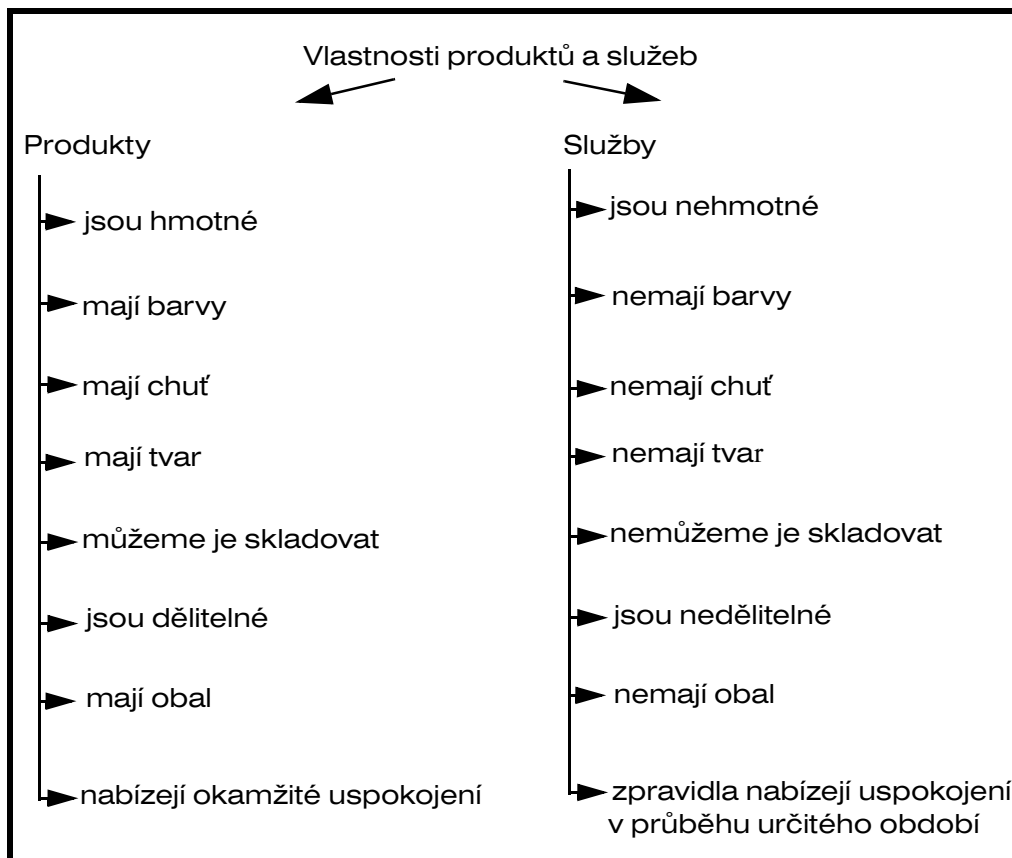 Vlastnosti produktů a služeb
Produkty
jsou hmotné
mají barvy
mají chuť
mají tvar
můžeme je skladovat
jsou dělitelné
mají obal
nabízejí okamžité uspokojení
Služby
jsou nehmotné
nemají barvy
nemají chuť
nemají tvar
nemůžeme je skladovat
jsou nedělitelné
nemají obal
zpravidla nabízejí uspokojení
v průběhu určitého období